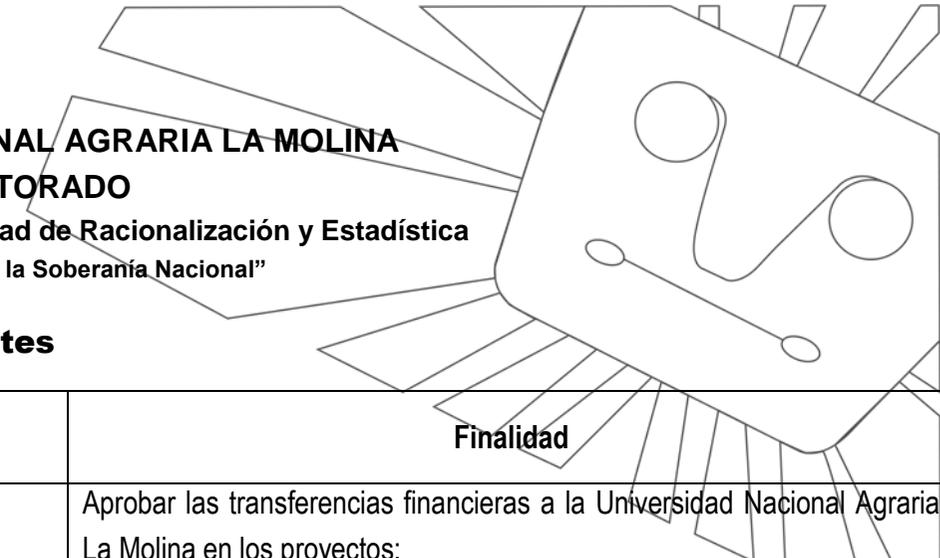 NAL AGRARIA LA MOLINA
TORADO
ad de Racionalización y Estadística
la Soberanía Nacional”
tes
Finalidad
Aprobar las transferencias financieras a la Universidad Nacional Agraria
La Molina en los proyectos: